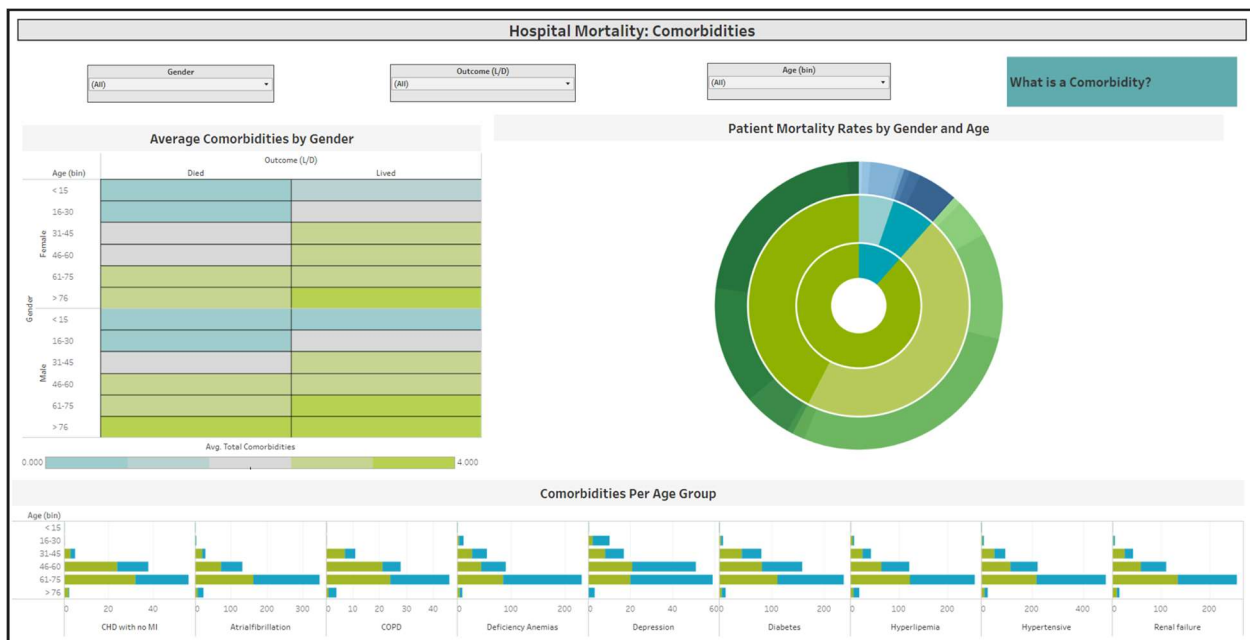 Hospital Mortality: Comorbidities
Gender
(All)
Outcome (L/D)
(All)
Age (bin)
(All)
What is a Comorbidity?
Average Comorbidities by Gender
Patient Mortality Rates by Gender and Age
Outcome (L/D)
Age (bin) Died Lived
Gender
Female
< 15
16-30
31-45
46-60
61-75
> 76
Male
< 15
16-30
31-45
46-60
61-75
> 76
Avg. Total Comorbidities
0.000 4.000
Comorbidities Per Age Group
Age (bin)
< 15
16-30
31-45
46-60
61-75
> 76
0 20 40 0 100 200 300 0 10 20 30 40 0 100 200 0 20 40 60 0 100 200 0 100 200 0 200 400 0 100 200
CHD with no MI Atrialfibrillation COPD Deficiency Anemias Depression Diabetes Hyperlipemia Hypertensive Renal failure